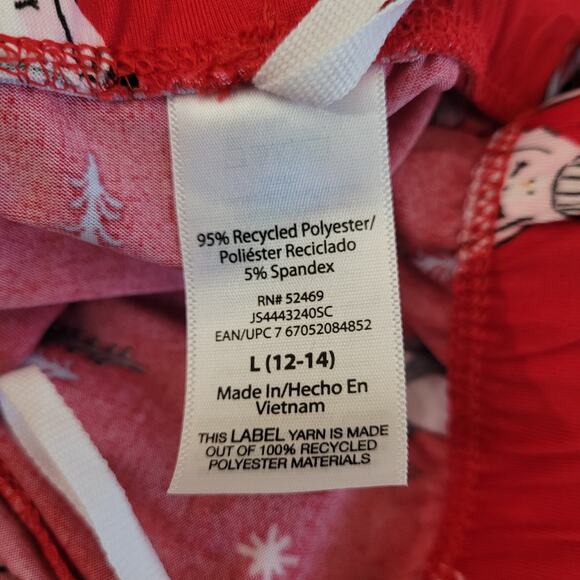 95% Recycled Polyester/
Poliéster Reciclado
5% Spandex
RN# 52469
JS4443240SC
EAN/UPC 7 67052084852
L (12-14)
Made In/Hecho En
Vietnam
THIS LABEL YARN IS MADE
OUT OF 100% RECYCLED
POLYESTER MATERIALS